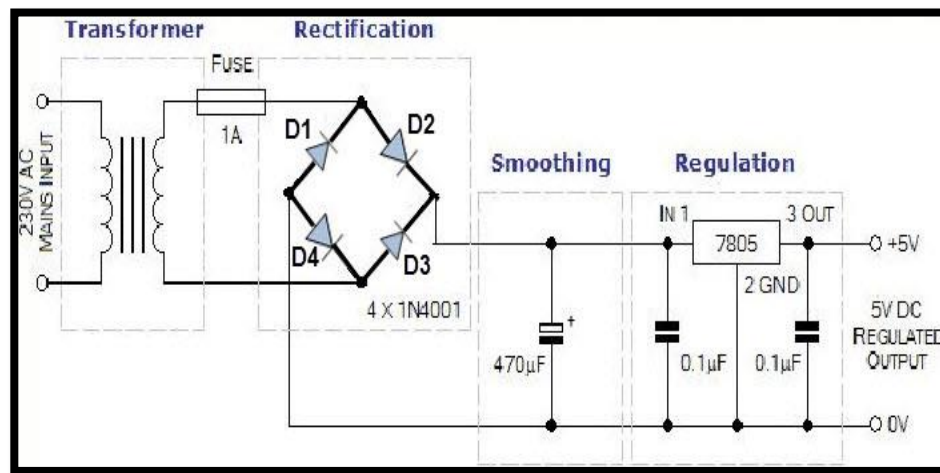 Transformer
Rectification
FUSE
1A
D1
D2
D4
D3
4 X 1N4001
230V AC
MAINS INPUT
Smoothing
Regulation
+
470µF
IN 1
3 OUT
7805
2 GND
0.1µF
0.1µF
+5V
5V DC
REGULATED
OUTPUT
0V